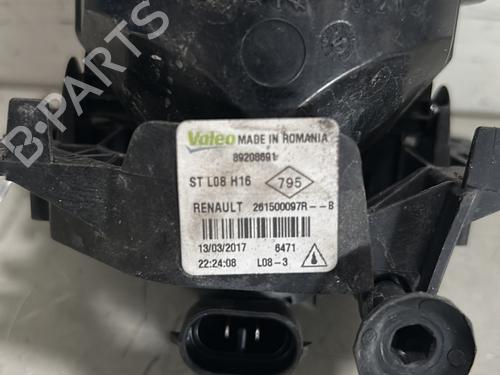 Valeo MADE IN ROMANIA
89208691
ST L08 H16 795
RENAULT 261500097R--B
13/03/2017 6471
22:24:08 L08-3
B-PARTS